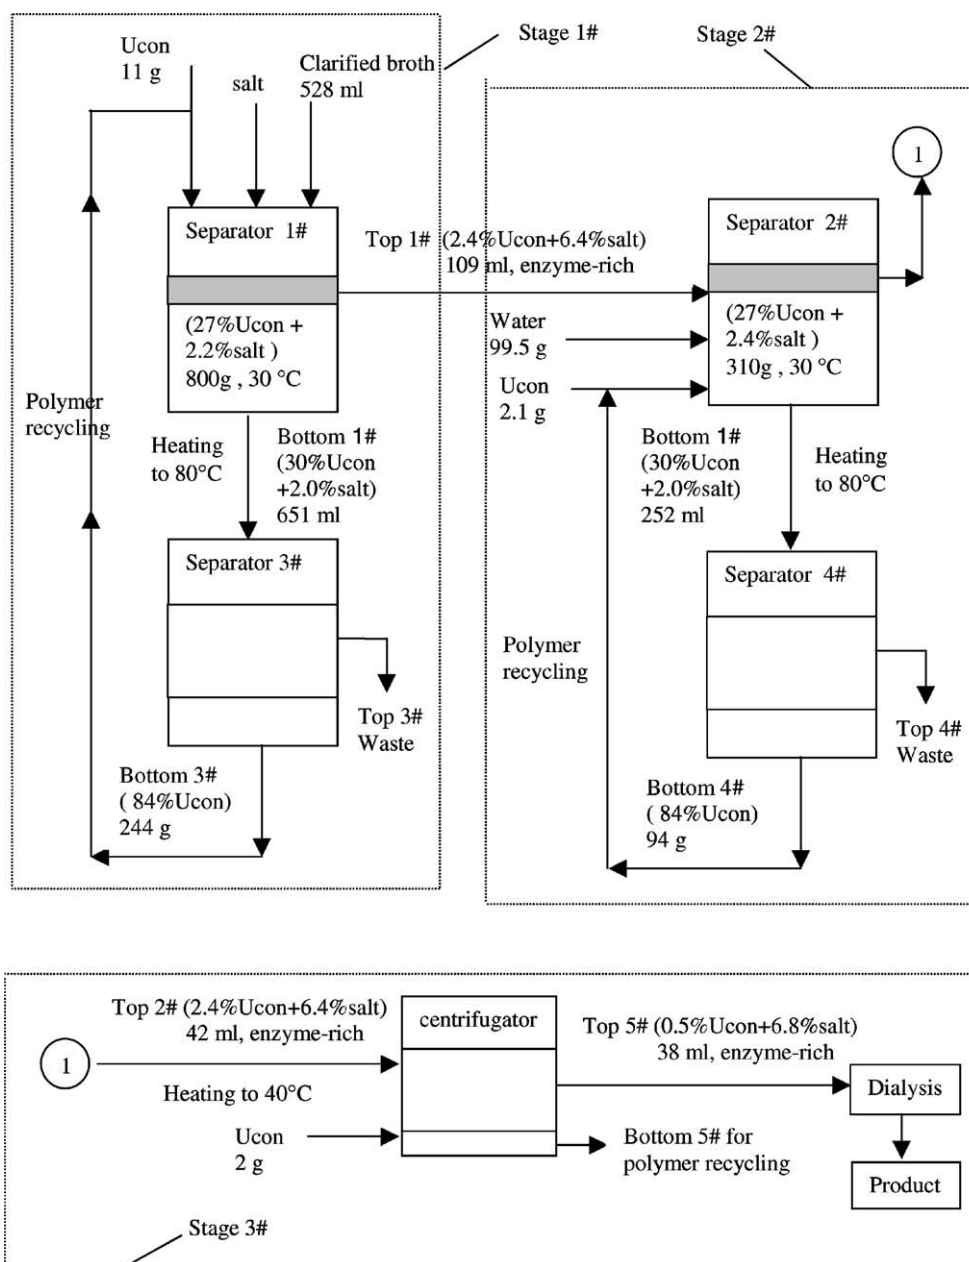 Ucon
11 g
salt
Clarified broth
528 ml
Stage 1#
Stage 2#
1
Separator 1#
Top 1# (2.4%Ucon+6.4%salt)
109 ml, enzyme-rich
Separator 2#
(27%Ucon +
2.2%salt )
800g , 30 °C
Water
99.5 g
Ucon
2.1 g
(27%Ucon +
2.4%salt )
310g , 30 °C
Polymer
recycling
Heating
to 80°C
Bottom 1#
(30%Ucon
+2.0%salt)
651 ml
Bottom 1#
(30%Ucon
+2.0%salt)
252 ml
Heating
to 80°C
Separator 3#
Separator 4#
Polymer
recycling
Top 3#
Waste
Top 4#
Waste
Bottom 3#
( 84%Ucon)
244 g
Bottom 4#
( 84%Ucon)
94 g
Top 2# (2.4%Ucon+6.4%salt)
42 ml, enzyme-rich
centrifugator
Top 5# (0.5%Ucon+6.8%salt)
38 ml, enzyme-rich
1
Heating to 40°C
Dialysis
Ucon
2 g
Bottom 5# for
polymer recycling
Product
Stage 3#